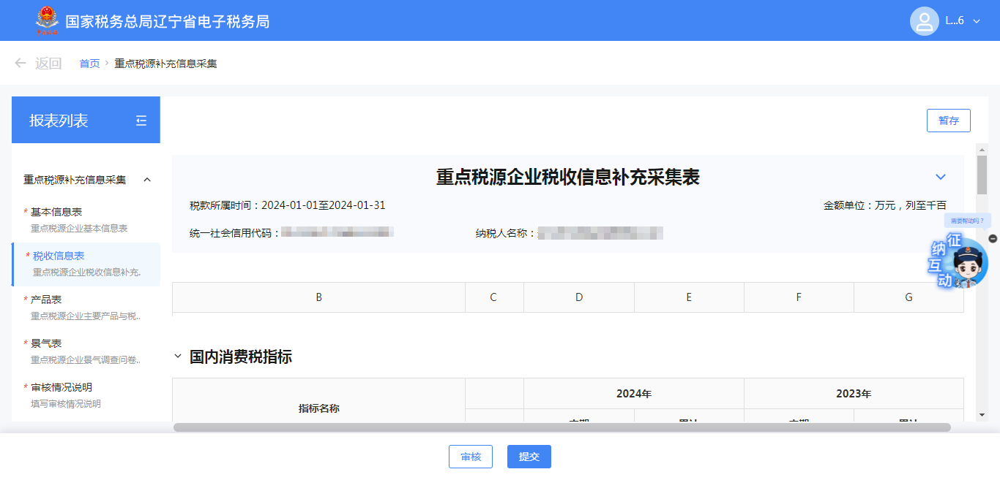 国家税务总局辽宁省电子税务局
L...6
返回 首页 > 重点税源补充信息采集
报表列表
暂存
重点税源补充信息采集
* 基本信息表
重点税源企业基本信息表
* 税收信息表
重点税源企业税收信息补充..
* 产品表
重点税源企业主要产品与税..
* 景气表
重点税源企业景气调查问卷..
* 审核情况说明
填写审核情况说明
重点税源企业税收信息补充采集表
税款所属时间：2024-01-01至2024-01-31
金额单位：万元，列至千百
统一社会信用代码：
纳税人名称：
需要帮助吗？
征纳互动
B C D E F G
国内消费税指标
指标名称
2024年 2023年
本期 累计 本期 累计
审核 提交